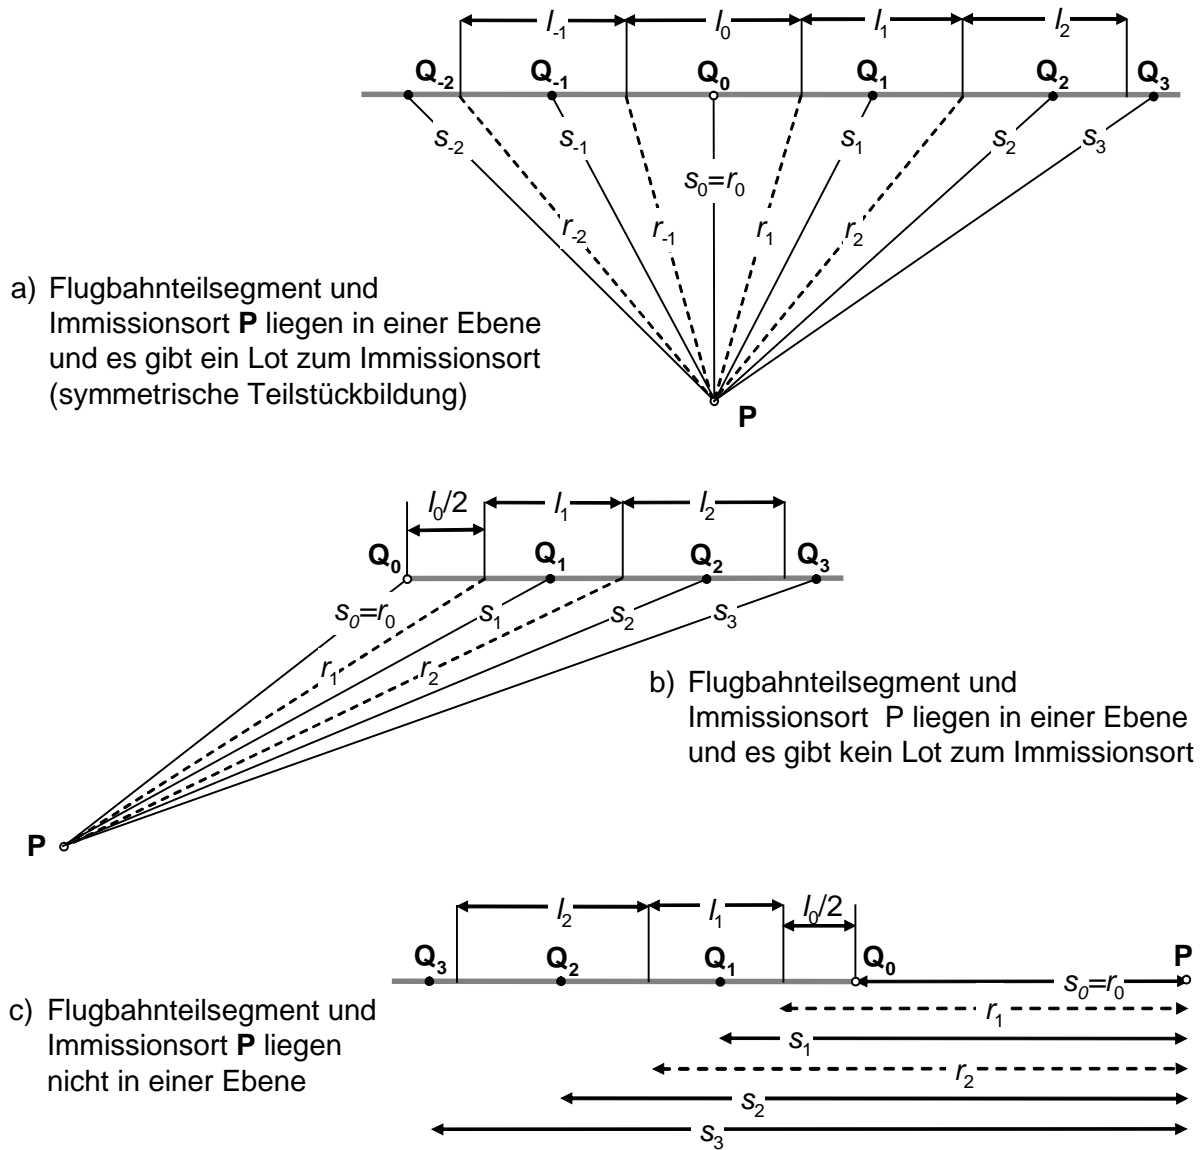 l-1 l0 l1 l2
Q-2 Q-1 Q0 Q1 Q2 Q3
s-2 s-1 s1 s2 s3
s0=r0
r-2 r-1 r1 r2
a) Flugbahnteilsegment und
Immissionsort P liegen in einer Ebene
und es gibt ein Lot zum Immissionsort
(symmetrische Teilstückbildung)
P
l0/2 l1 l2
Q0 Q1 Q2 Q3
s0=r0 s1 s2 s3
r1 r2
b) Flugbahnteilsegment und
Immissionsort P liegen in einer Ebene
und es gibt kein Lot zum Immissionsort
P
l2 l1 l0/2
Q3 Q2 Q1 Q0 P
s0=r0
c) Flugbahnteilsegment und
Immissionsort P liegen
nicht in einer Ebene
r1
s1
r2
s2
s3